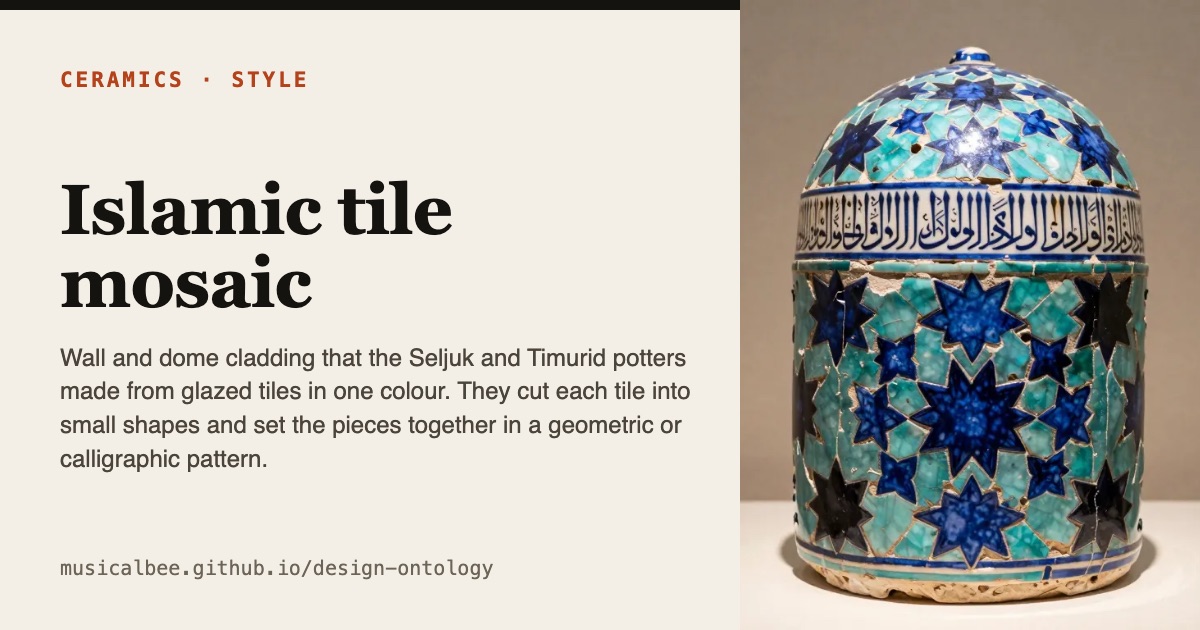 CERAMICS · STYLE
Islamic tile
mosaic
Wall and dome cladding that the Seljuk and Timurid potters
made from glazed tiles in one colour. They cut each tile into
small shapes and set the pieces together in a geometric or
calligraphic pattern.
musicalbee.github.io/design-ontology